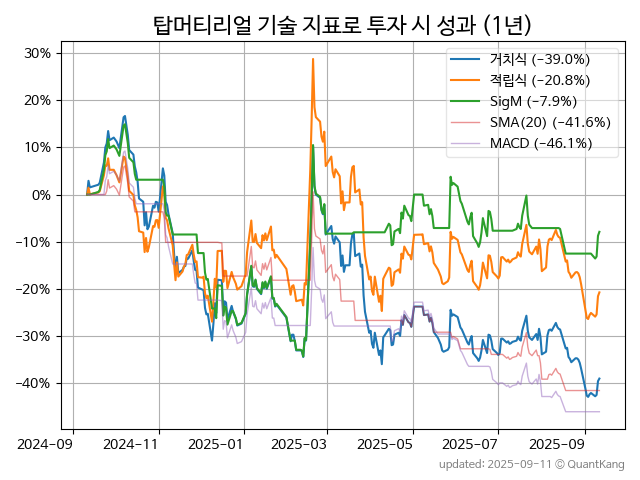 탑머티리얼 기술 지표로 투자 시 성과 (1년)
거치식 (−39.0%)
적립식 (−20.8%)
SigM (−7.9%)
SMA(20) (−41.6%)
MACD (−46.1%)
30%
20%
10%
0%
−10%
−20%
−30%
−40%
2024-09
2024-11
2025-01
2025-03
2025-05
2025-07
2025-09
updated: 2025-09-11 © QuantKang